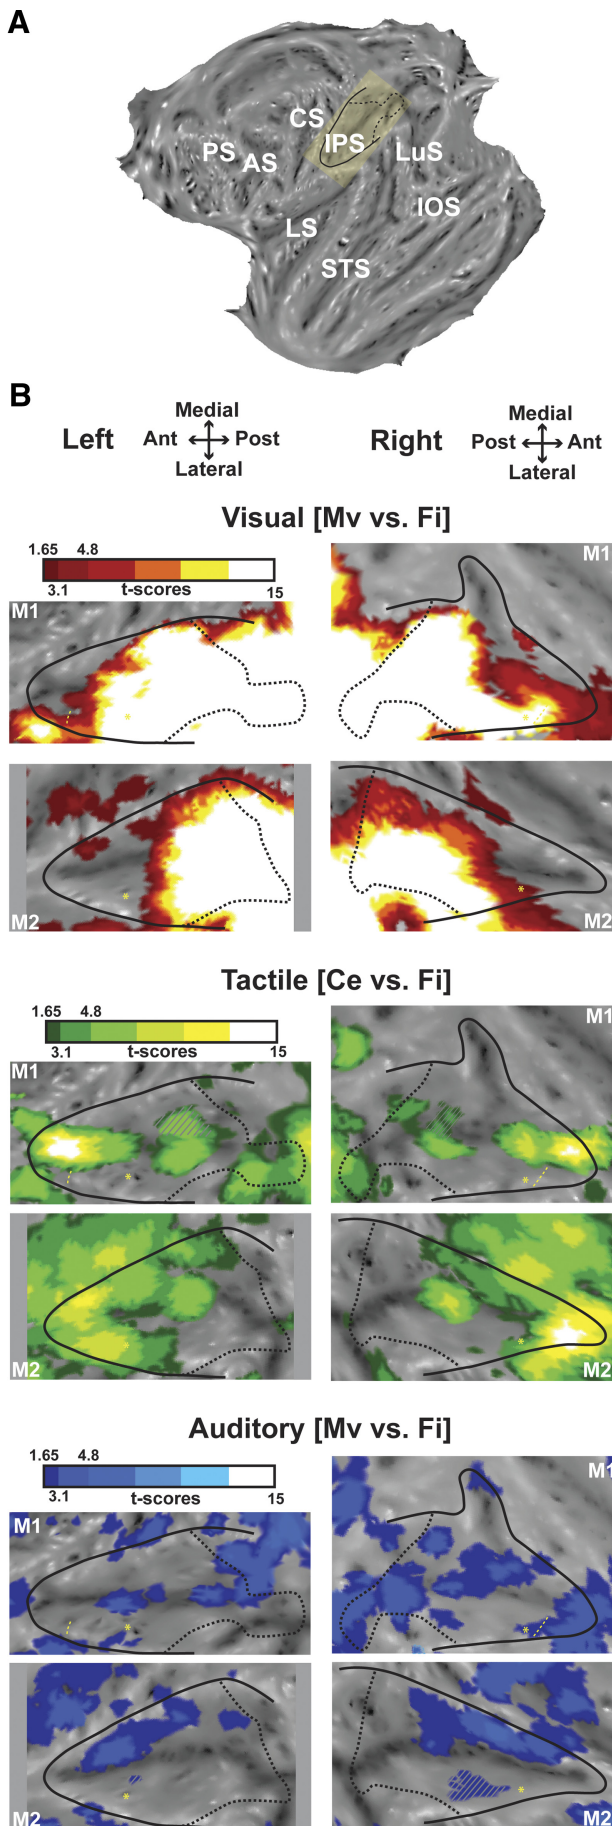 A
CS
IPS
PS
AS
LuS
IOS
LS
STS
B
Left
Medial
Ant Post
Lateral
Right
Medial
Post Ant
Lateral
Visual [Mv vs. Fi]
1.65 4.8
3.1 t-scores 15
M1
M1
M2
M2
Tactile [Ce vs. Fi]
1.65 4.8
3.1 t-scores 15
M1
M1
M2
M2
Auditory [Mv vs. Fi]
1.65 4.8
3.1 t-scores 15
M1
M1
M2
M2